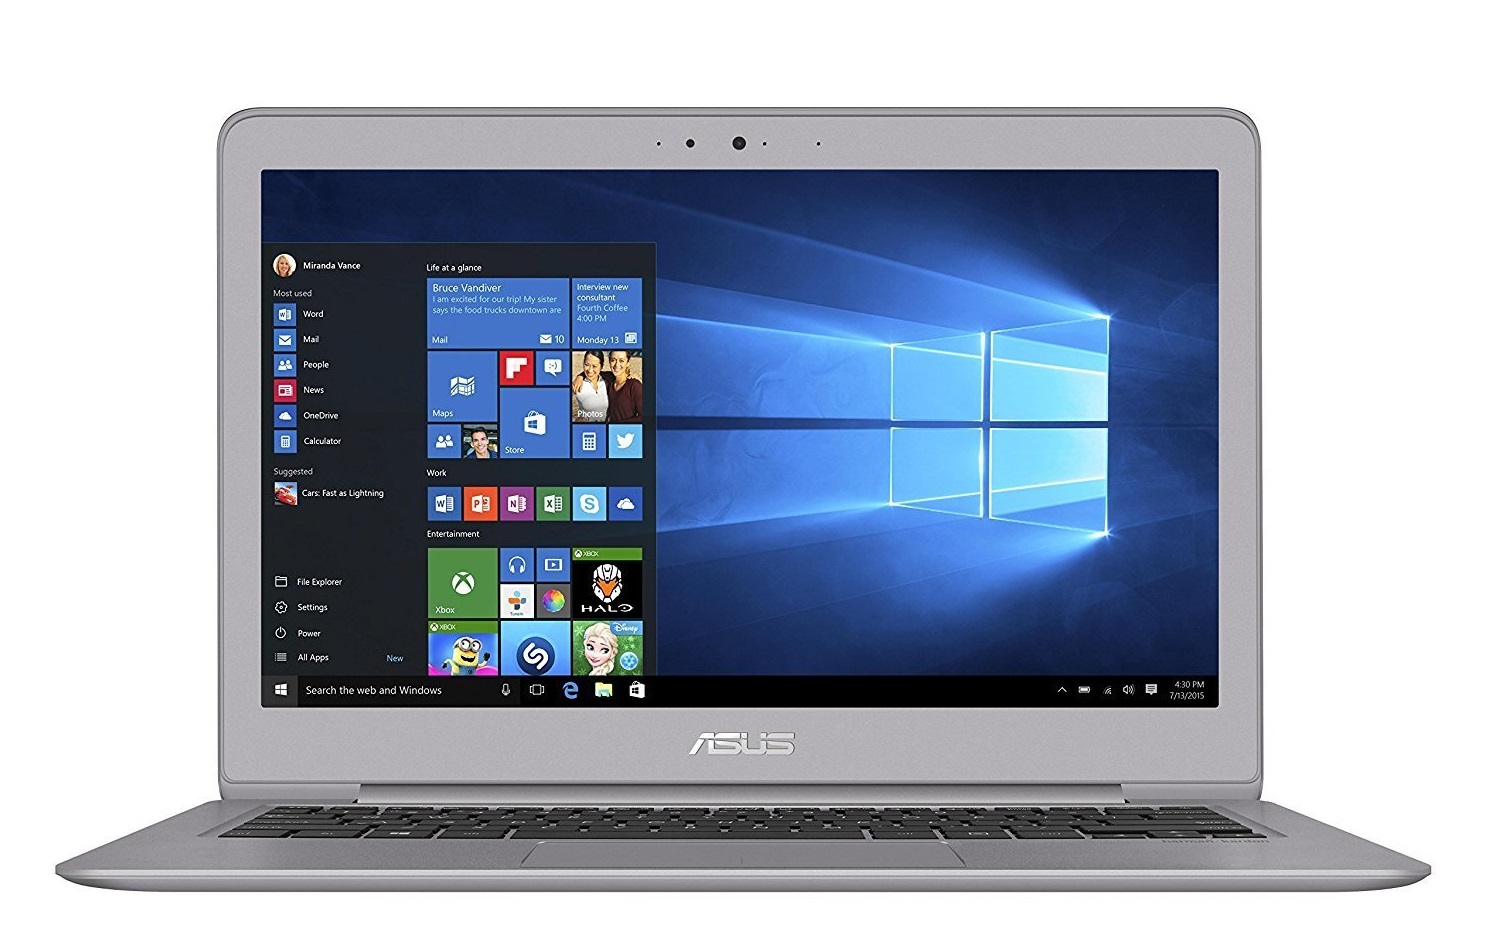 Miranda Vance
Most used
Word
Mail
People
News
OneDrive
Calculator
Suggested
Cars: Fast as Lightning
File Explorer
Settings
Power
All Apps
New
Life at a glance
Bruce Vandiver
I am excited for our trip! My sister
says the food trucks downtown are
Mail
10
Interview new
consultant
Fourth Coffee
4:00 PM
Monday 13
Maps
Store
Photos
Work
Entertainment
Xbox
TuneIn
XBOX
HALO
XBOX
Disney
Search the web and Windows
4:30 PM
7/13/2015
ASUS
harman/kardon